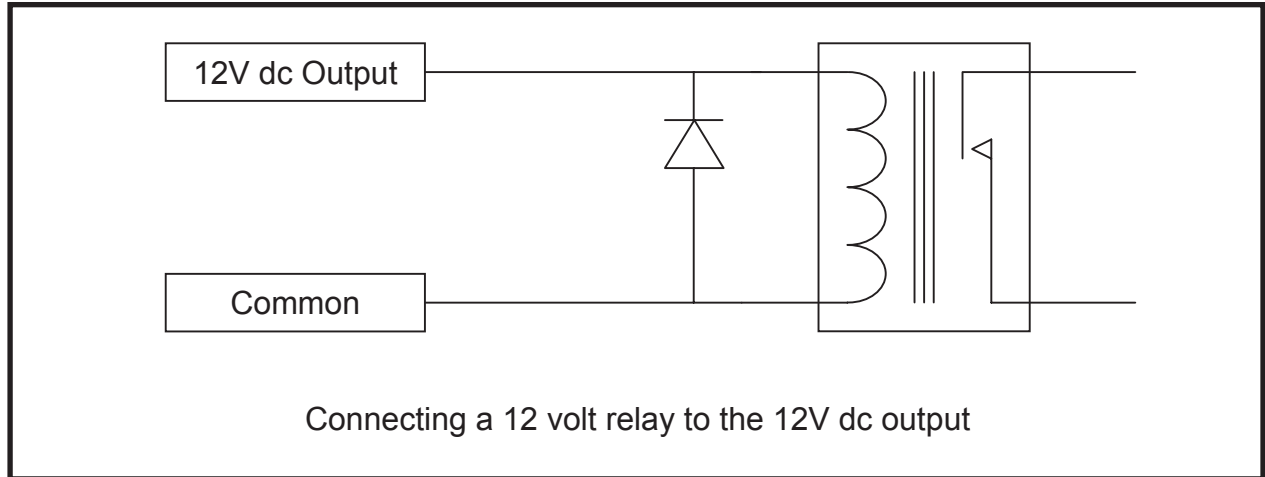 12V dc Output
Common
Connecting a 12 volt relay to the 12V dc output